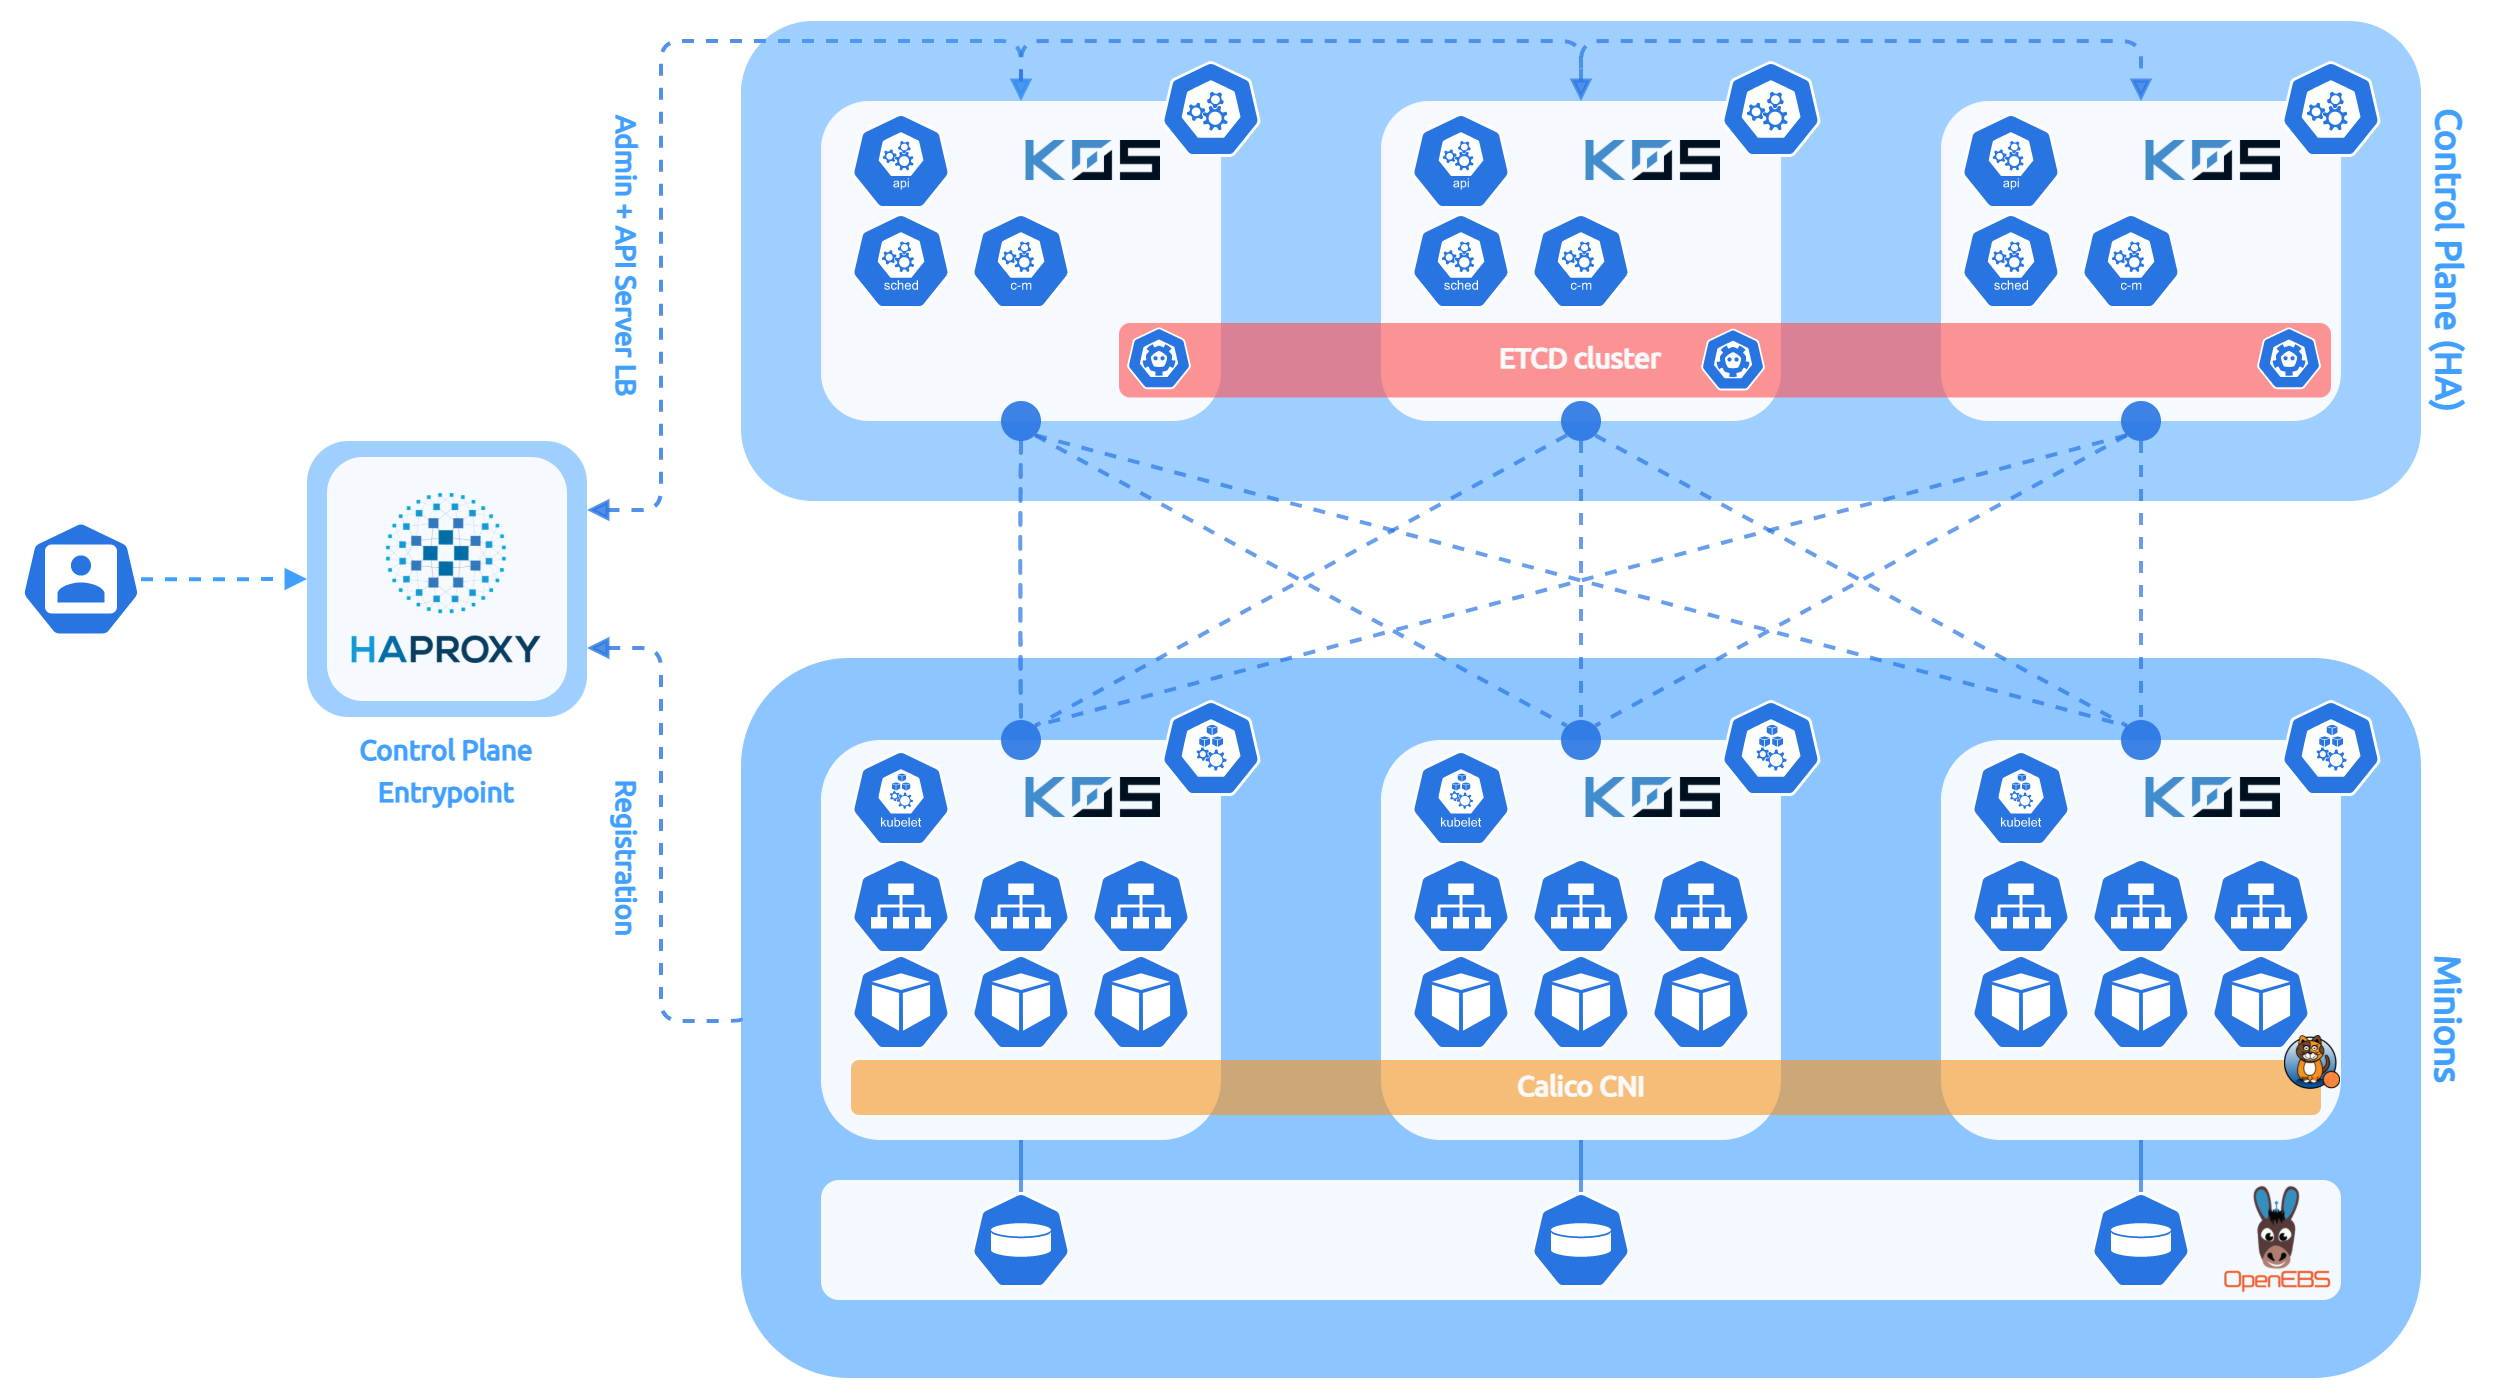 Admin + API Server LB
Control Plane (HA)
api
K0S
sched
c-m
api
K0S
sched
c-m
api
K0S
sched
c-m
ETCD cluster
HAPROXY
Control Plane
Entrypoint
Registration
Minions
kubelet
K0S
kubelet
K0S
kubelet
K0S
Calico CNI
OpenEBS